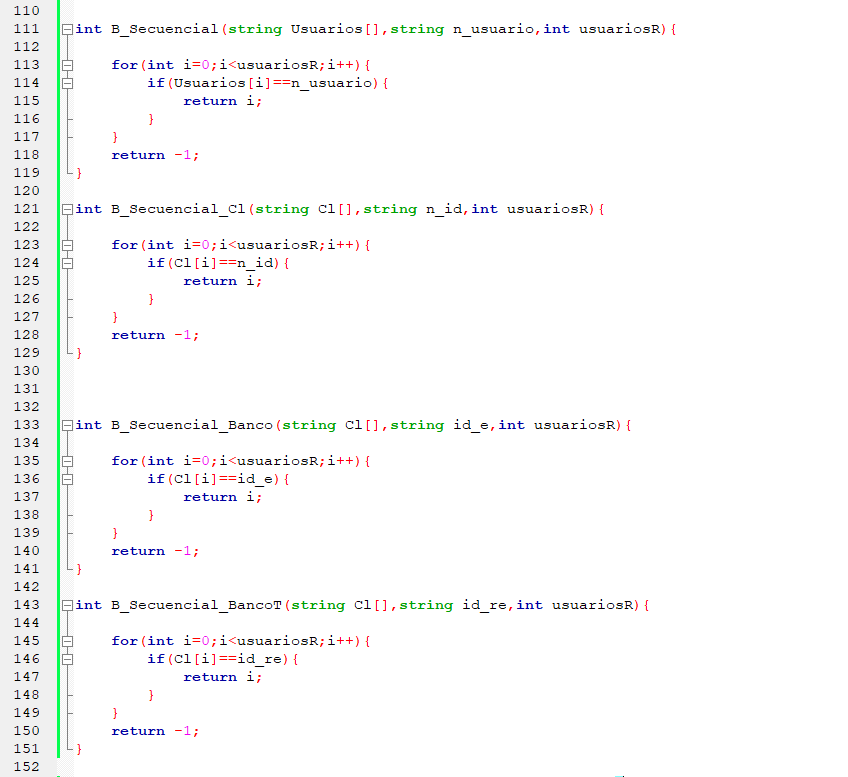 110
111 int B_Secuencial(string Usuarios[],string n_usuario,int usuariosR){
112
113     for(int i=0;i<usuariosR;i++){
114         if(Usuarios[i]==n_usuario){
115             return i;
116         }
117     }
118     return -1;
119 }
120
121 int B_Secuencial_Cl(string Cl[],string n_id,int usuariosR){
122
123     for(int i=0;i<usuariosR;i++){
124         if(Cl[i]==n_id){
125             return i;
126         }
127     }
128     return -1;
129 }
130
131
132
133 int B_Secuencial_Banco(string Cl[],string id_e,int usuariosR){
134
135     for(int i=0;i<usuariosR;i++){
136         if(Cl[i]==id_e){
137             return i;
138         }
139     }
140     return -1;
141 }
142
143 int B_Secuencial_BancoT(string Cl[],string id_re,int usuariosR){
144
145     for(int i=0;i<usuariosR;i++){
146         if(Cl[i]==id_re){
147             return i;
148         }
149     }
150     return -1;
151 }
152